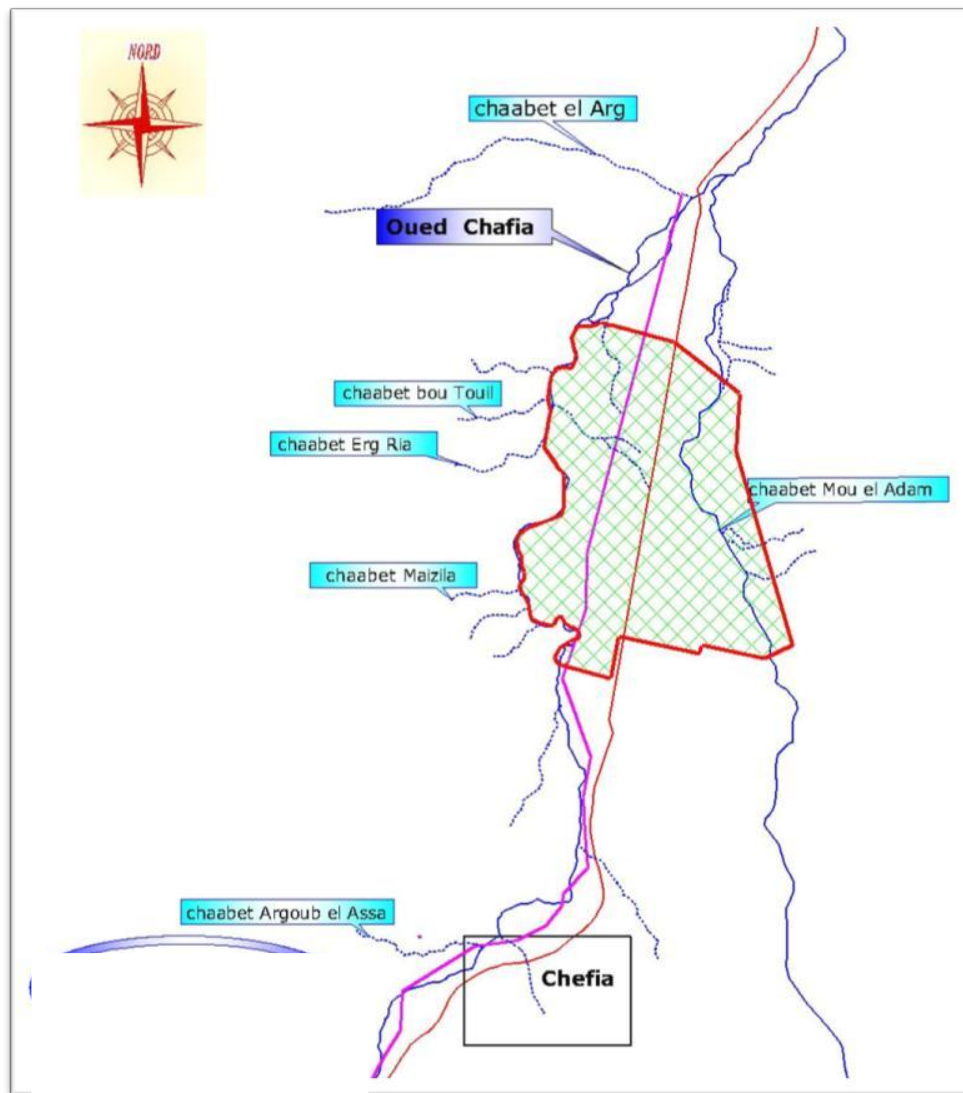 NORD
chaabet el Arg
Oued Chafia
chaabet bou Touil
chaabet Erg Ria
chaabet Mou el Adam
chaabet Maizila
chaabet Argoub el Assa
Chefia